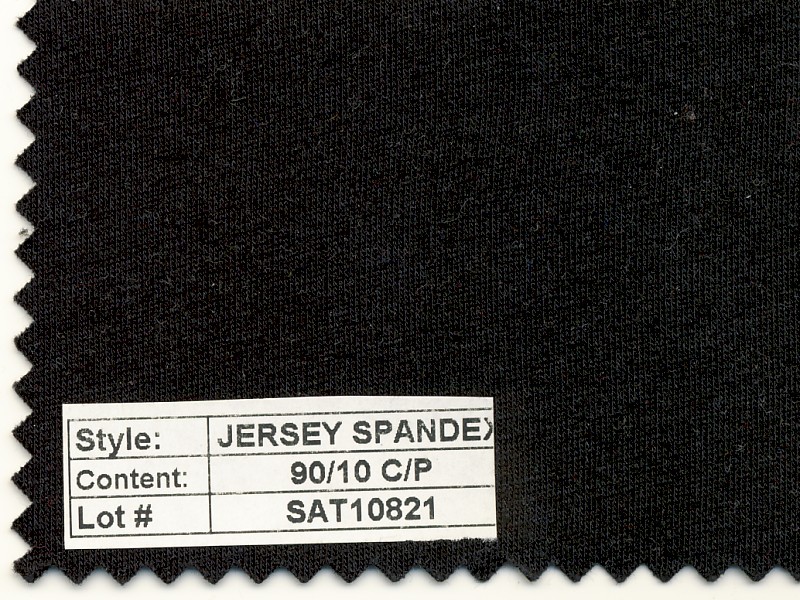 Style: JERSEY SPANDEX
Content: 90/10 C/P
Lot # SAT10821